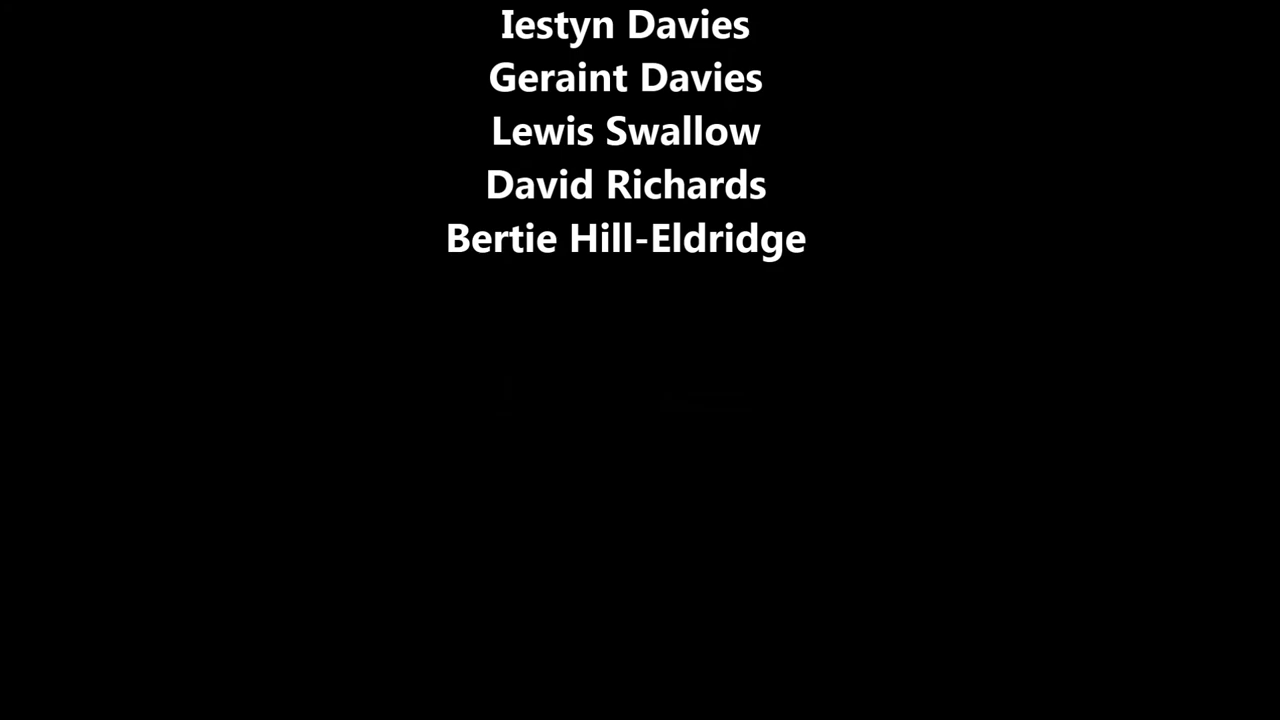 Iestyn Davies
Geraint Davies
Lewis Swallow
David Richards
Bertie Hill-Eldridge